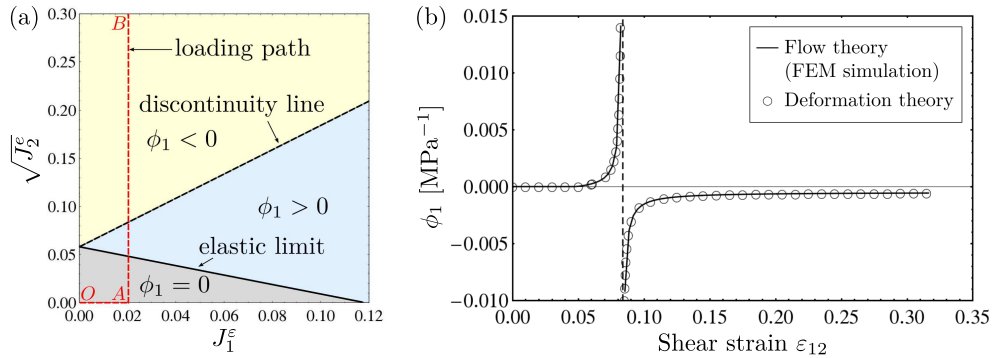 (a)
0.30
0.25
0.20
0.15
0.10
0.05
0.00
√J₂ᵉ
B
loading path
discontinuity line
ϕ₁ < 0
ϕ₁ > 0
elastic limit
O
A
ϕ₁ = 0
0.00 0.02 0.04 0.06 0.08 0.10 0.12
J₁ᵋ
(b)
0.015
0.010
0.005
0.000
−0.005
−0.010
ϕ₁ [MPa⁻¹]
Flow theory
(FEM simulation)
Deformation theory
0.00 0.05 0.10 0.15 0.20 0.25 0.30 0.35
Shear strain ε₁₂